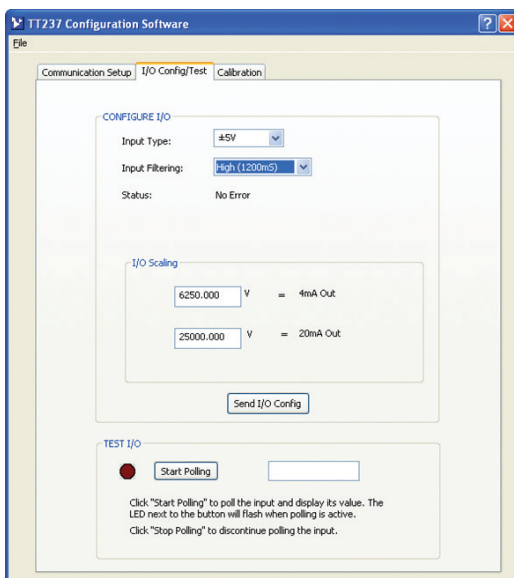 TT237 Configuration Software
File
Communication Setup I/O Config/Test Calibration
CONFIGURE I/O
Input Type: ±5V
Input Filtering: High (1200mS)
Status: No Error
I/O Scaling
6250.000 V = 4mA Out
25000.000 V = 20mA Out
Send I/O Config
TEST I/O
Start Polling
Click "Start Polling" to poll the input and display its value. The
LED next to the button will flash when polling is active.
Click "Stop Polling" to discontinue polling the input.